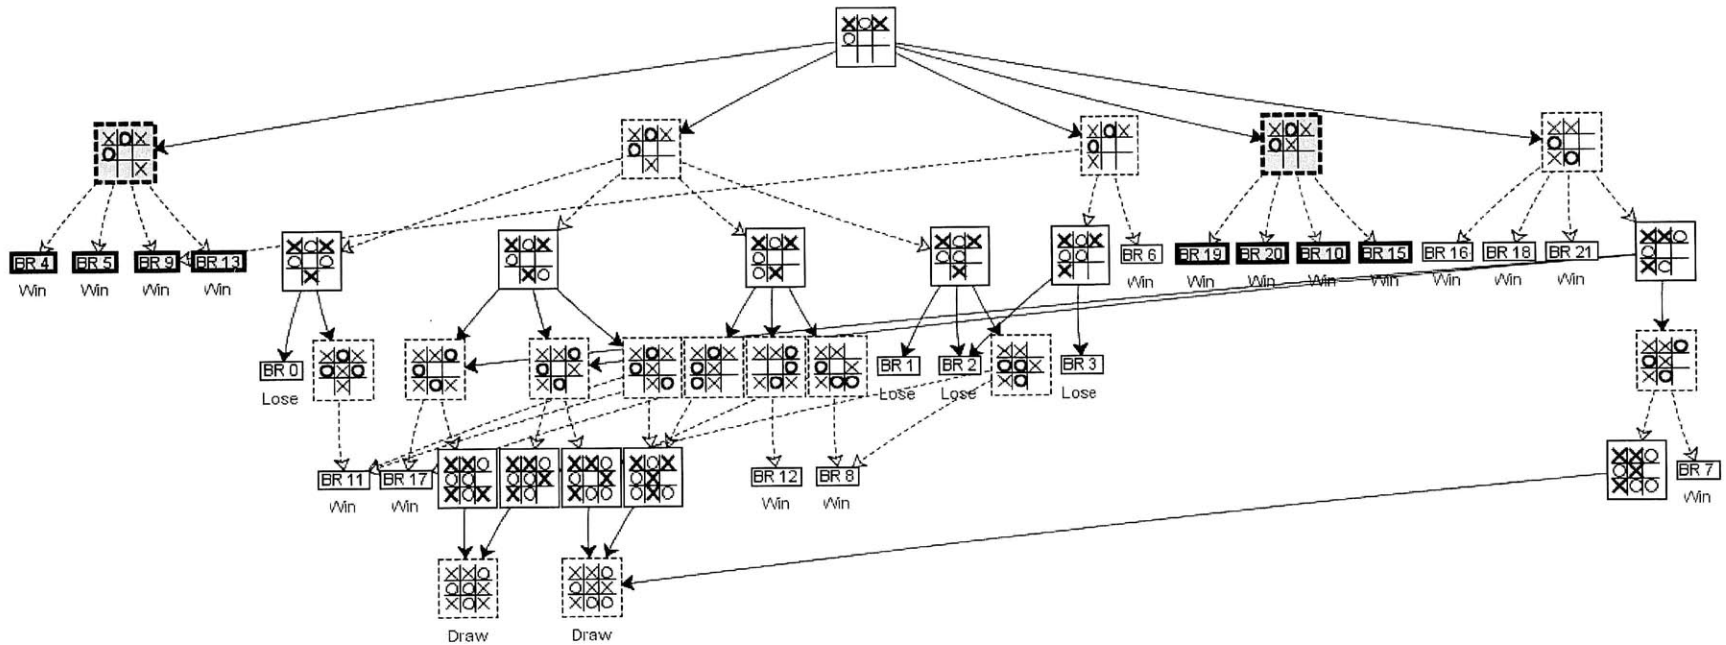 BR 4
BR 5
BR 9
BR 13
BR 6
BR 19
BR 20
BR 10
BR 15
BR 16
BR 18
BR 21
Win
Win
Win
Win
Win
Win
Win
Win
Win
Win
Win
Win
BR 0
BR 1
BR 2
BR 3
Lose
Lose
Lose
Lose
BR 11
BR 17
BR 12
BR 8
BR 7
Win
Win
Win
Win
Win
Draw
Draw